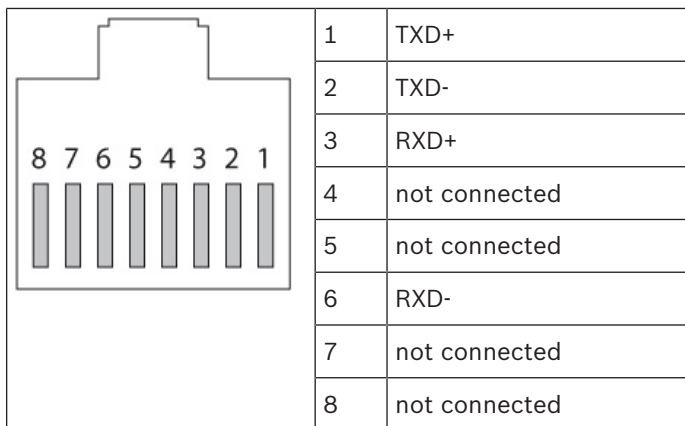 8 7 6 5 4 3 2 1
1 TXD+
2 TXD-
3 RXD+
4 not connected
5 not connected
6 RXD-
7 not connected
8 not connected